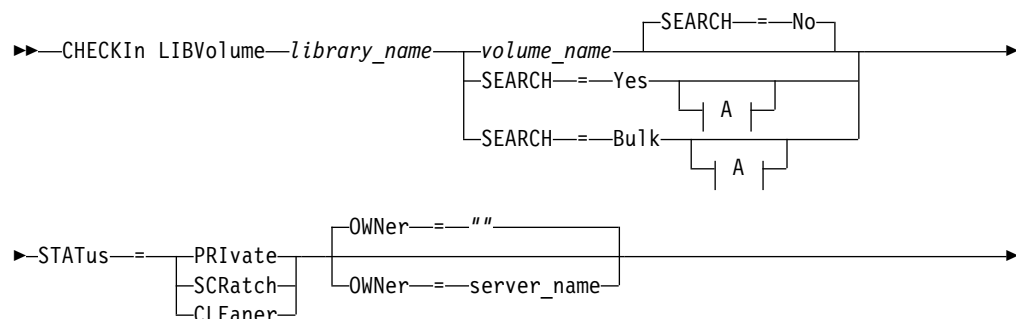 SEARCH = No
CHECKIn LIBVolume library_name volume_name
SEARCH = Yes
A
SEARCH = Bulk
A
OWNer = ""
STATus = PRIvate
SCRatch OWNer = server_name
CLEaner